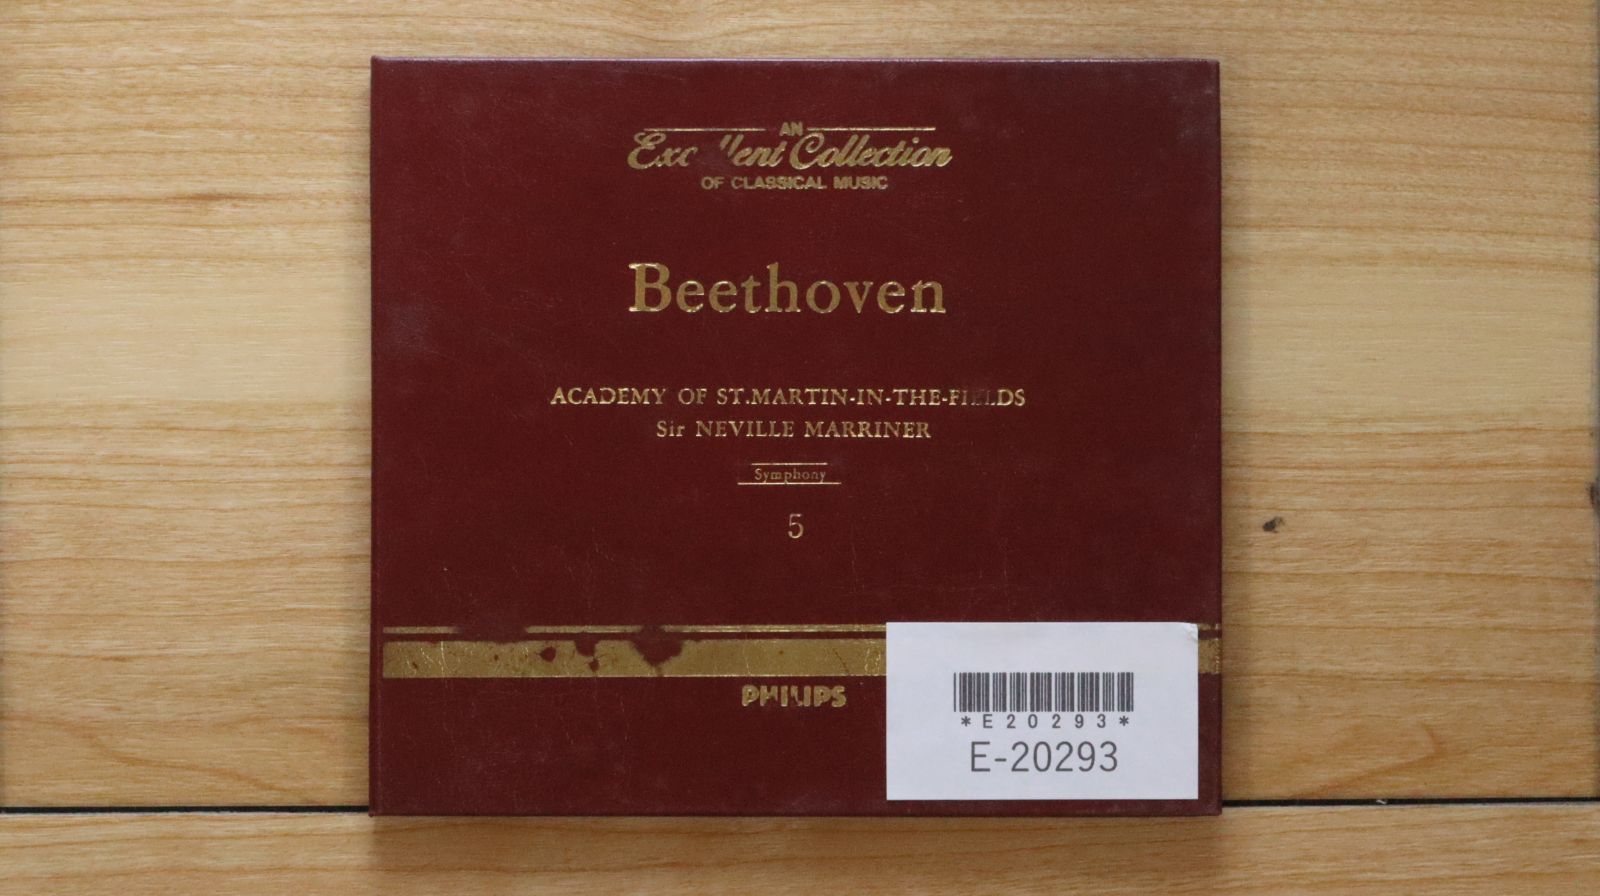 AN
Excellent Collection
OF CLASSICAL MUSIC
Beethoven
ACADEMY OF ST.MARTIN-IN-THE-FIELDS
Sir NEVILLE MARRINER
Symphony
5
PHILIPS
*E20293*
E-20293